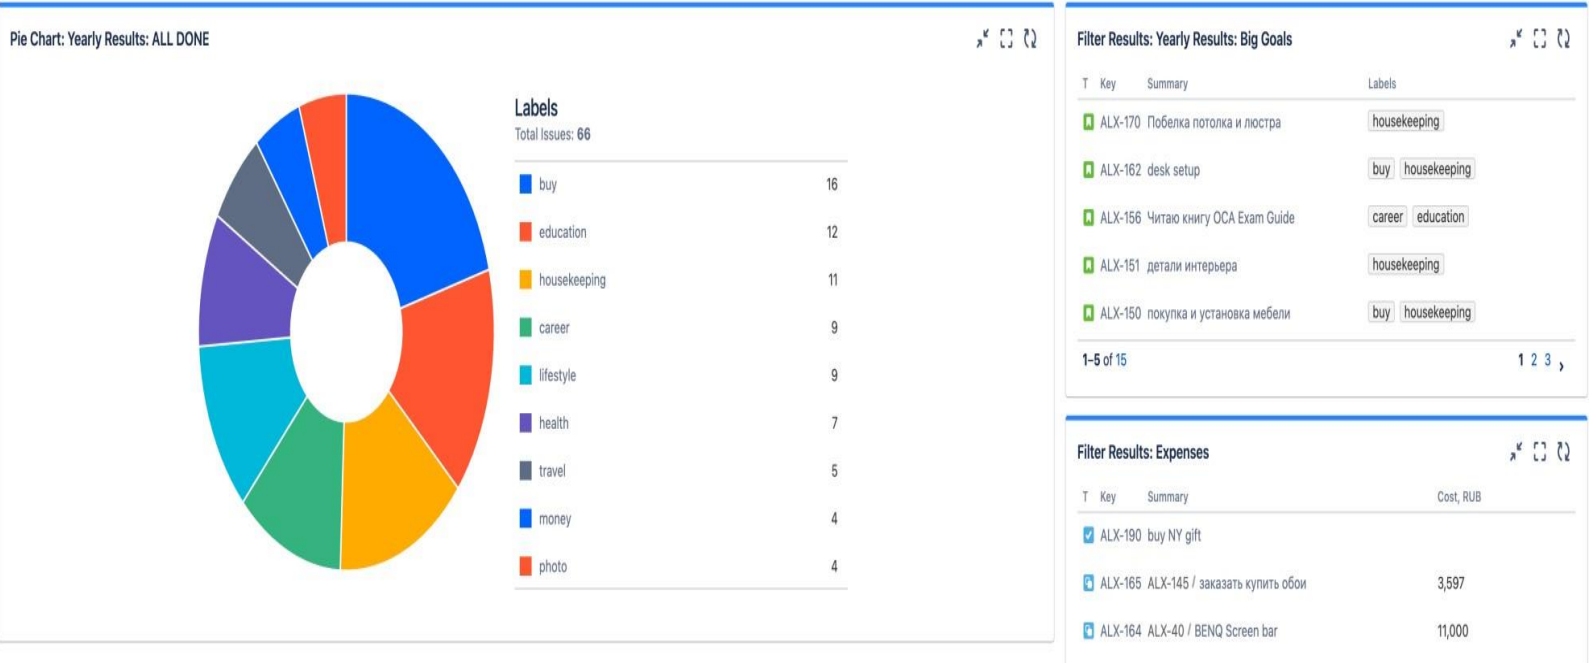 Pie Chart: Yearly Results: ALL DONE
Labels
Total Issues: 66
buy 16
education 12
housekeeping 11
career 9
lifestyle 9
health 7
travel 5
money 4
photo 4
Filter Results: Yearly Results: Big Goals
T Key Summary Labels
ALX-170 Побелка потолка и люстра housekeeping
ALX-162 desk setup buy housekeeping
ALX-156 Читаю книгу OCA Exam Guide career education
ALX-151 детали интерьера housekeeping
ALX-150 покупка и установка мебели buy housekeeping
1–5 of 15 1 2 3 ›
Filter Results: Expenses
T Key Summary Cost, RUB
ALX-190 buy NY gift
ALX-165 ALX-145 / заказать купить обои 3,597
ALX-164 ALX-40 / BENQ Screen bar 11,000